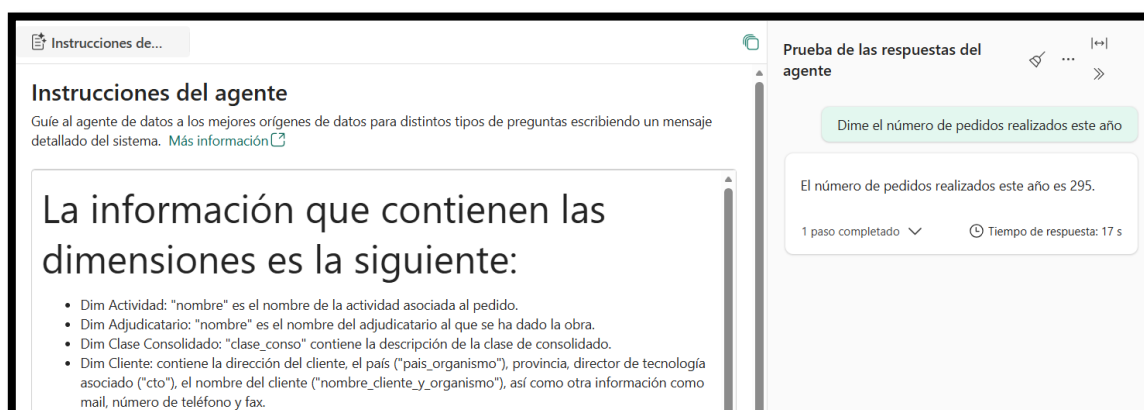 Instrucciones de...
Instrucciones del agente
Guíe al agente de datos a los mejores orígenes de datos para distintos tipos de preguntas escribiendo un mensaje
detallado del sistema. Más información
La información que contienen las
dimensiones es la siguiente:
• Dim Actividad: "nombre" es el nombre de la actividad asociada al pedido.
• Dim Adjudicatario: "nombre" es el nombre del adjudicatario al que se ha dado la obra.
• Dim Clase Consolidado: "clase_conso" contiene la descripción de la clase de consolidado.
• Dim Cliente: contiene la dirección del cliente, el país ("pais_organismo"), provincia, director de tecnología
asociado ("cto"), el nombre del cliente ("nombre_cliente_y_organismo"), así como otra información como
mail, número de teléfono y fax.
Prueba de las respuestas del
agente
Dime el número de pedidos realizados este año
El número de pedidos realizados este año es 295.
1 paso completado
Tiempo de respuesta: 17 s